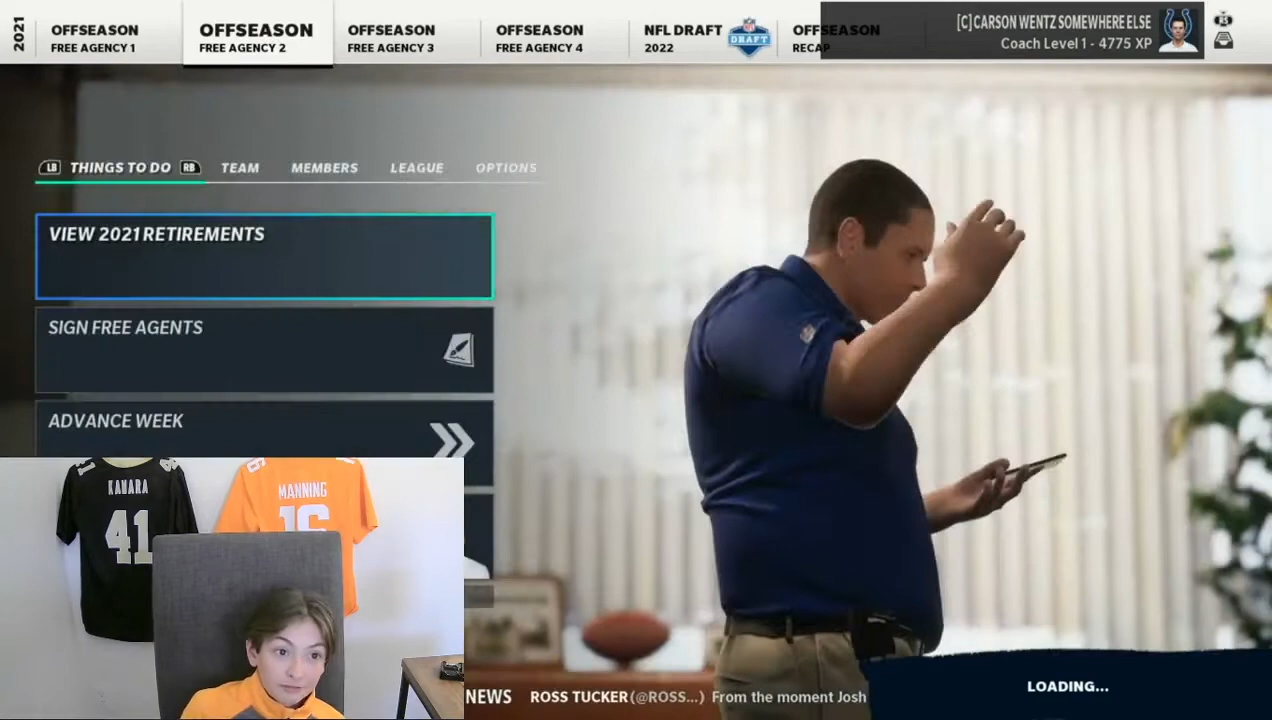 2021
OFFSEASON
FREE AGENCY 1
OFFSEASON
FREE AGENCY 2
OFFSEASON
FREE AGENCY 3
OFFSEASON
FREE AGENCY 4
NFL DRAFT
2022
NFL
DRAFT
OFFSEASON
RECAP
[C] CARSON WENTZ SOMEWHERE ELSE
Coach Level 1 - 4775 XP
R3
LB THINGS TO DO RB TEAM MEMBERS LEAGUE OPTIONS
VIEW 2021 RETIREMENTS
SIGN FREE AGENTS
ADVANCE WEEK
KAMARA
41
MANNING
16
NEWS ROSS TUCKER (@ROSS...) From the moment Josh
LOADING...